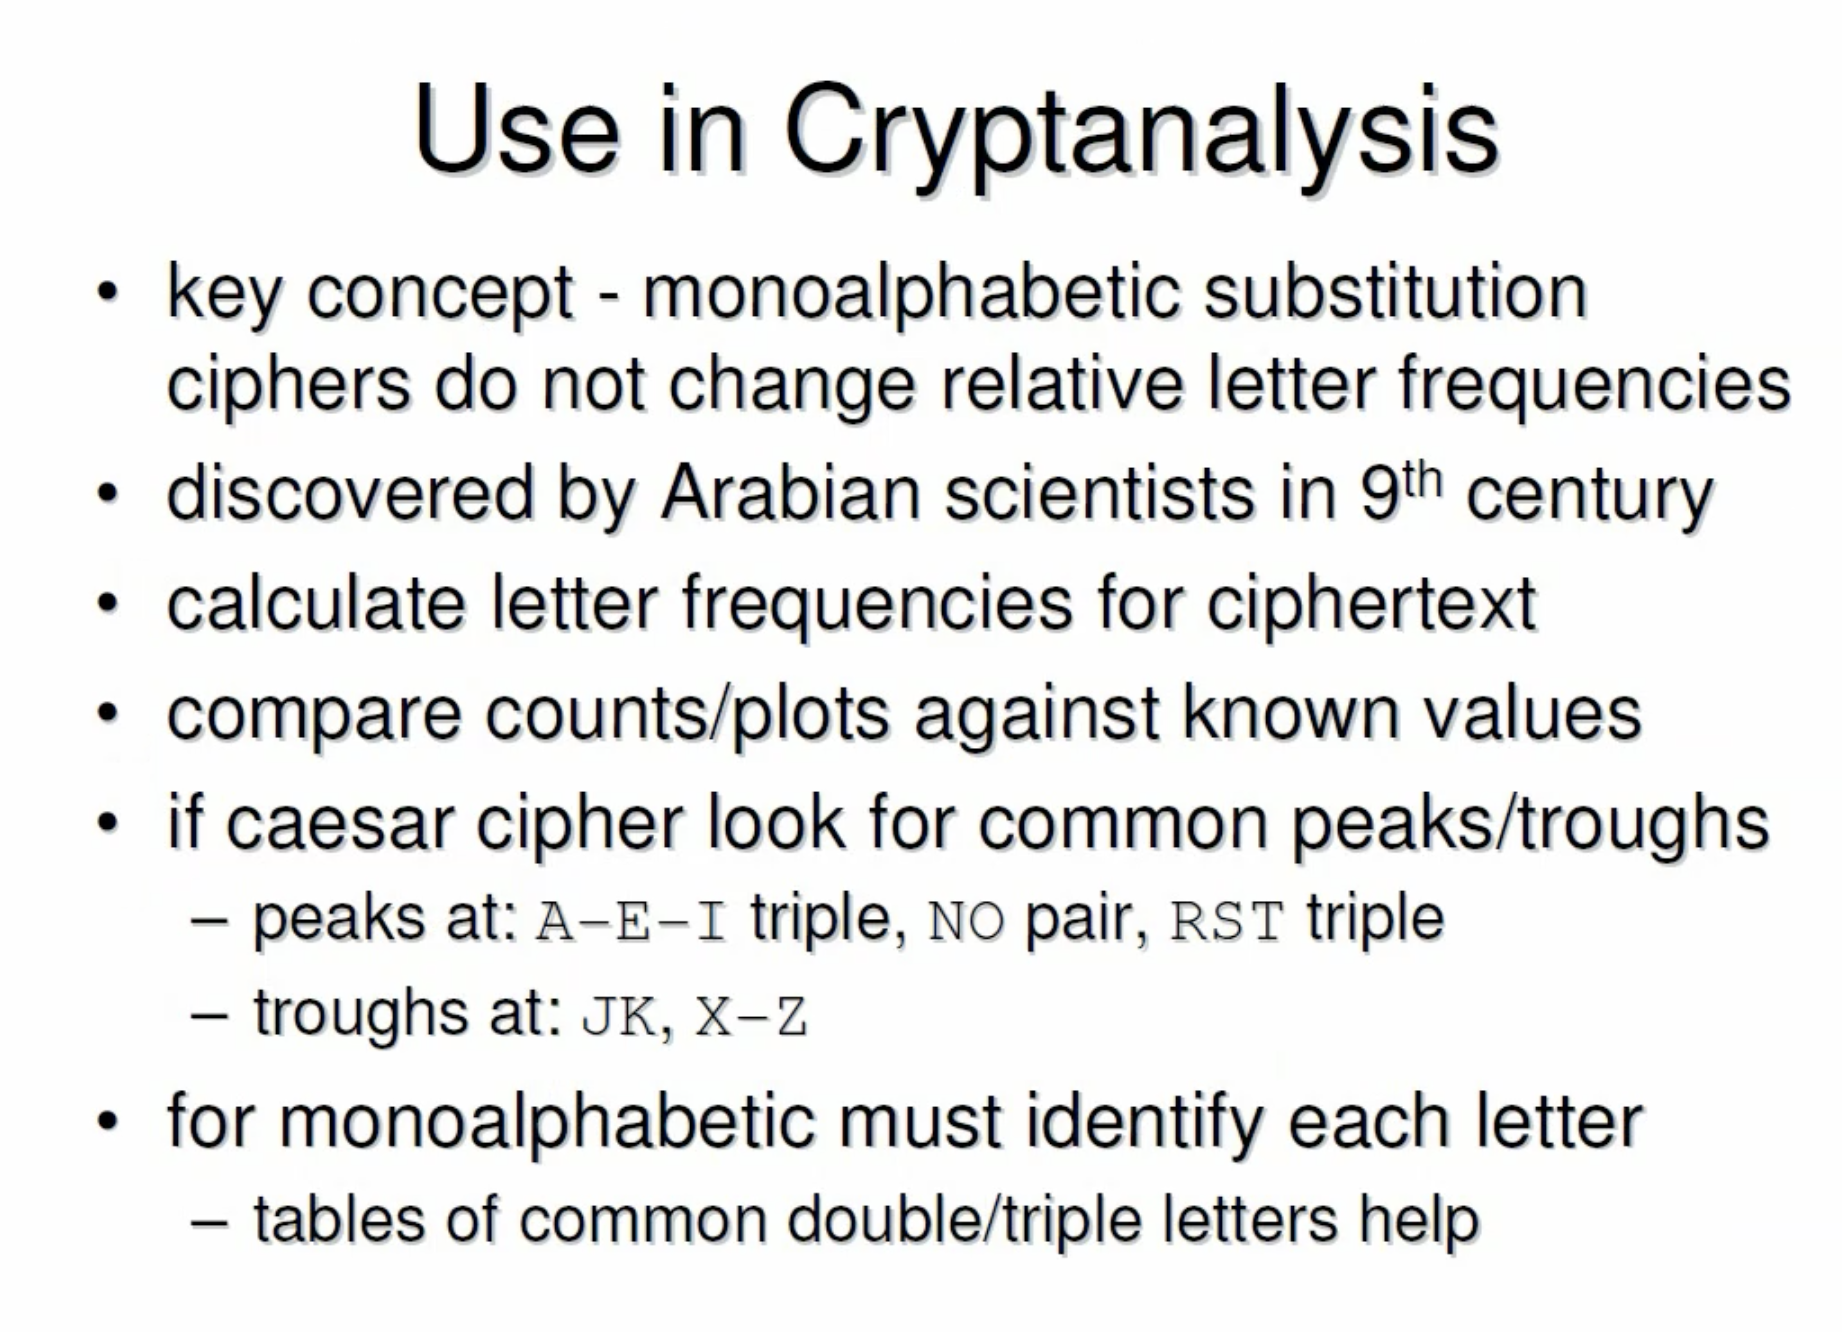 Use in Cryptanalysis
• key concept - monoalphabetic substitution
ciphers do not change relative letter frequencies
• discovered by Arabian scientists in 9th century
• calculate letter frequencies for ciphertext
• compare counts/plots against known values
• if caesar cipher look for common peaks/troughs
– peaks at: A-E-I triple, NO pair, RST triple
– troughs at: JK, X-Z
• for monoalphabetic must identify each letter
– tables of common double/triple letters help